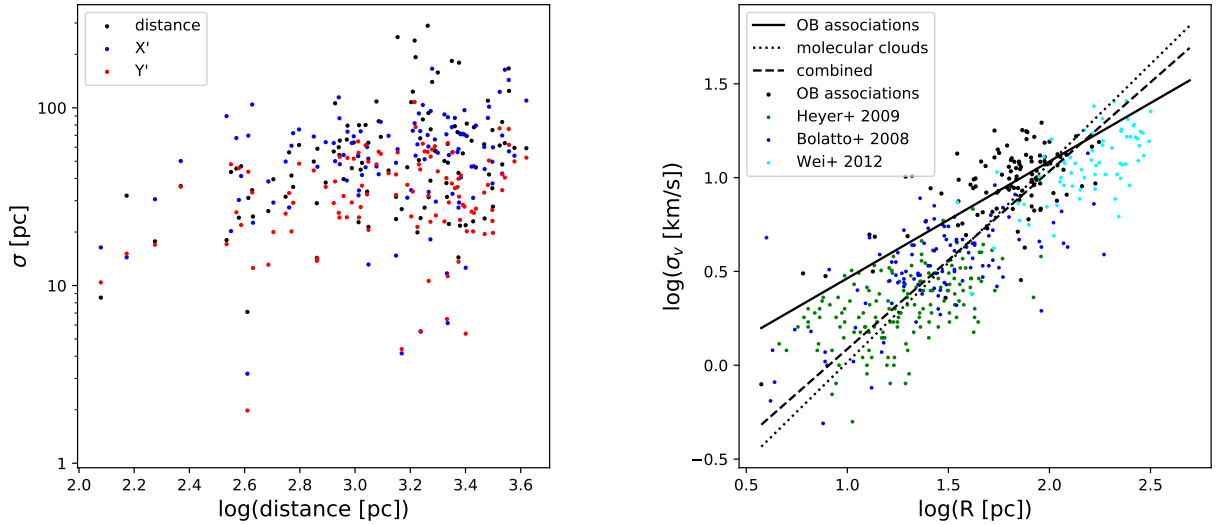 distance
X'
Y'
100
10
1
σ [pc]
2.0 2.2 2.4 2.6 2.8 3.0 3.2 3.4 3.6
log(distance [pc])
OB associations
molecular clouds
combined
OB associations
Heyer+ 2009
Bolatto+ 2008
Wei+ 2012
1.5
1.0
0.5
0.0
−0.5
log(σᵥ [km/s])
0.5 1.0 1.5 2.0 2.5
log(R [pc])